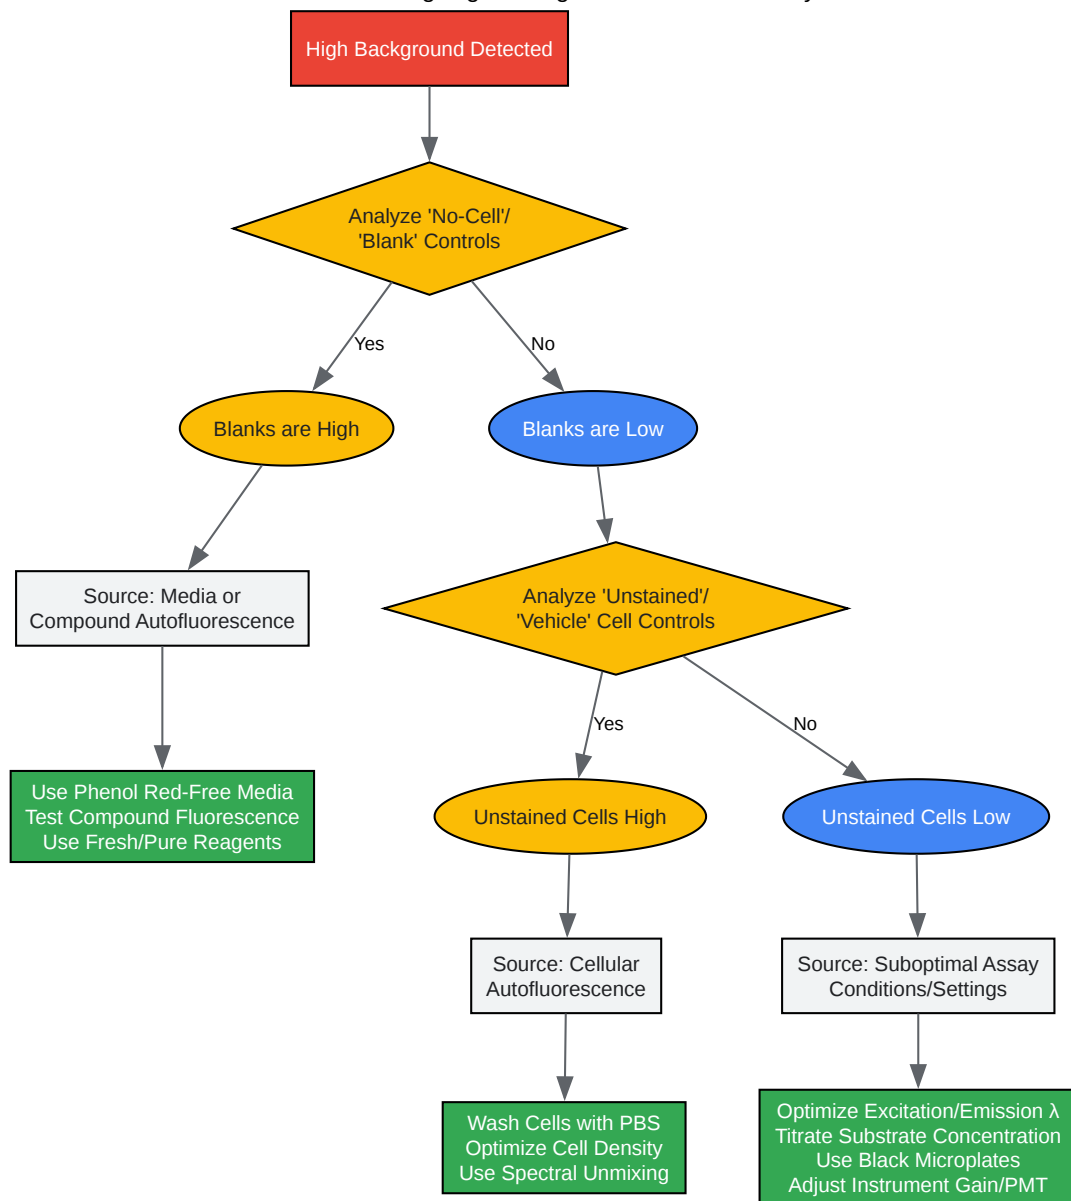 High Background Detected
Analyze 'No-Cell'/
'Blank' Controls
Yes
No
Blanks are High
Blanks are Low
Source: Media or
Compound Autofluorescence
Analyze 'Unstained'/
'Vehicle' Cell Controls
Yes
No
Use Phenol Red-Free Media
Test Compound Fluorescence
Use Fresh/Pure Reagents
Unstained Cells High
Unstained Cells Low
Source: Cellular
Autofluorescence
Source: Suboptimal Assay
Conditions/Settings
Wash Cells with PBS
Optimize Cell Density
Use Spectral Unmixing
Optimize Excitation/Emission λ
Titrate Substrate Concentration
Use Black Microplates
Adjust Instrument Gain/PMT